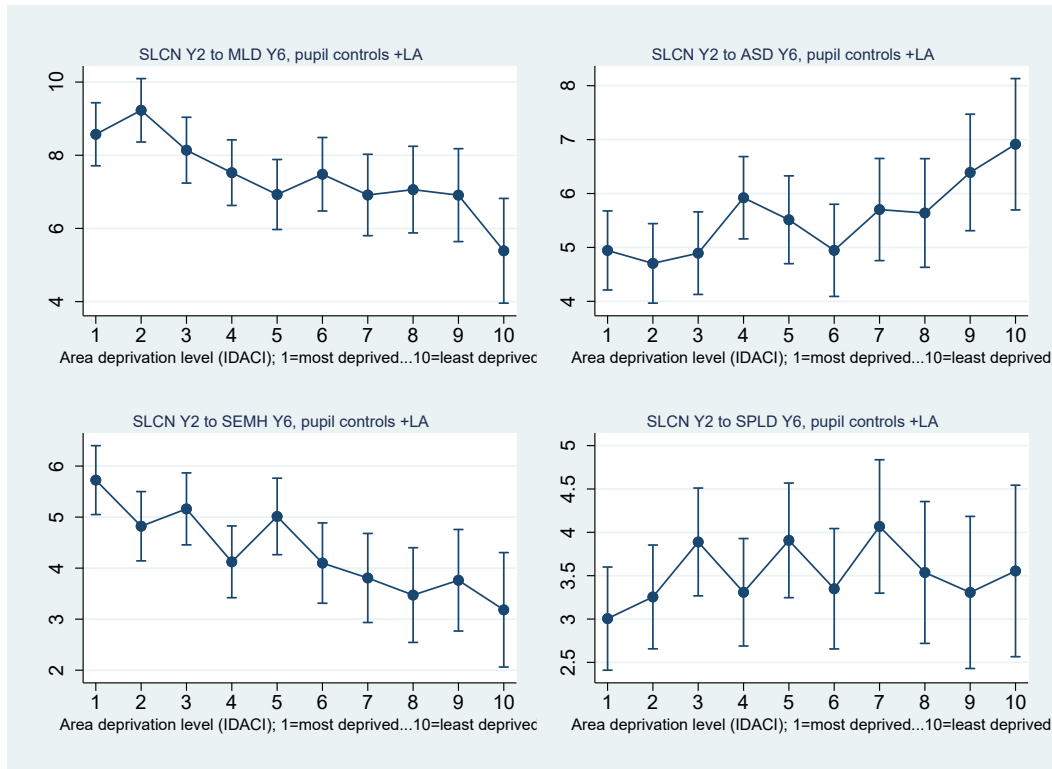 SLCN Y2 to MLD Y6, pupil controls +LA
10
8
6
4
1 2 3 4 5 6 7 8 9 10
Area deprivation level (IDACI); 1=most deprived...10=least deprived
SLCN Y2 to ASD Y6, pupil controls +LA
8
7
6
5
4
1 2 3 4 5 6 7 8 9 10
Area deprivation level (IDACI); 1=most deprived...10=least deprived
SLCN Y2 to SEMH Y6, pupil controls +LA
6
5
4
3
2
1 2 3 4 5 6 7 8 9 10
Area deprivation level (IDACI); 1=most deprived...10=least deprived
SLCN Y2 to SPLD Y6, pupil controls +LA
5
4.5
4
3.5
3
2.5
1 2 3 4 5 6 7 8 9 10
Area deprivation level (IDACI); 1=most deprived...10=least deprived